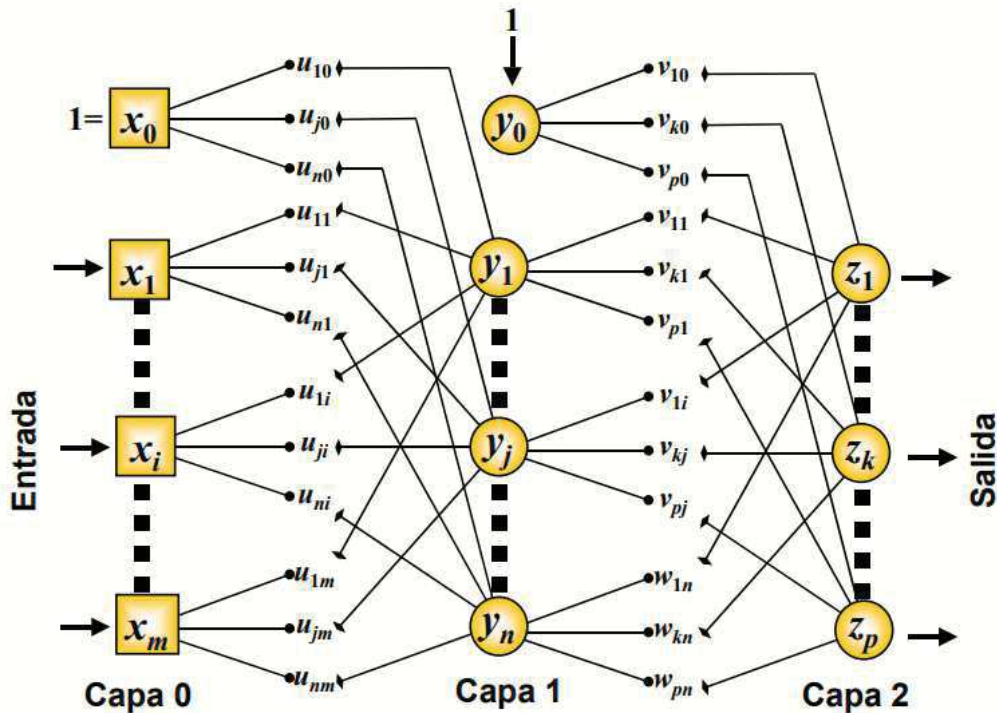 1
u10
v10
1= x0
uj0
y0
vk0
un0
vp0
u11
v11
x1
uj1
y1
vk1
z1
un1
vp1
u1i
v1i
Entrada
xi
uji
yj
vkj
zk
Salida
uni
vpj
u1m
w1n
xm
ujm
yn
wkn
zp
unm
wpn
Capa 0
Capa 1
Capa 2